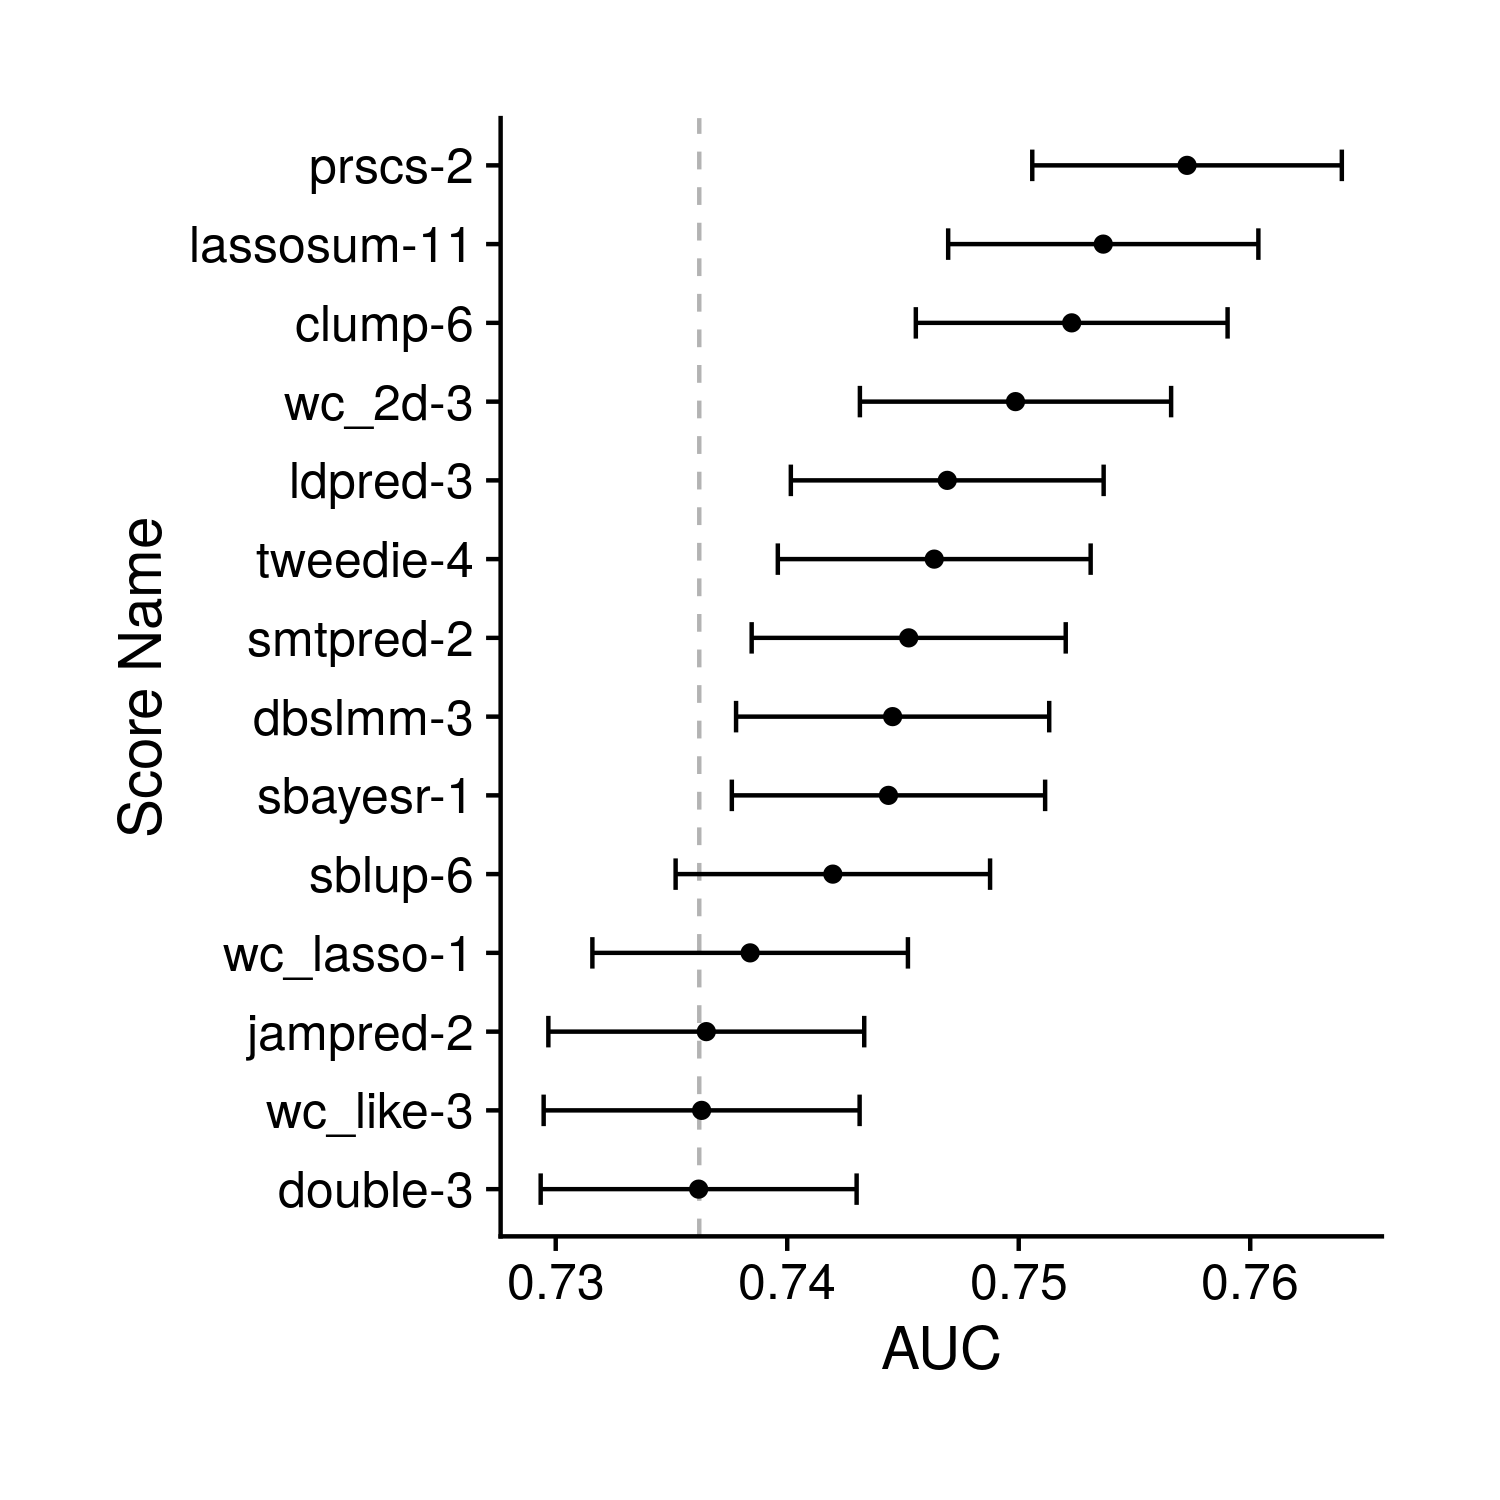 prscs-2
lassosum-11
clump-6
wc_2d-3
ldpred-3
tweedie-4
smtpred-2
dbslmm-3
sbayesr-1
sblup-6
wc_lasso-1
jampred-2
wc_like-3
double-3
Score Name
0.73 0.74 0.75 0.76
AUC